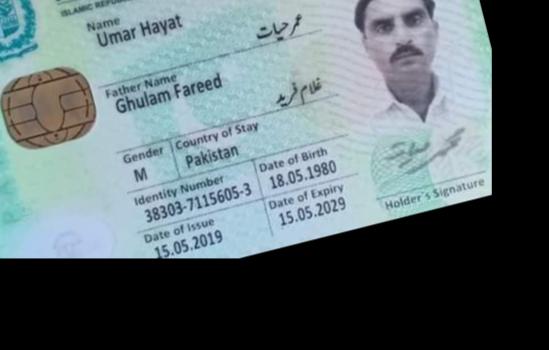 ISLAMIC
Name
Umar Hayat
عمر حیات
Father Name
Ghulam Fareed
غلام فرید
Gender
M
Country of Stay
Pakistan
Identity Number
38303-7115605-3
Date of Birth
18.05.1980
Date of Issue
15.05.2019
Date of Expiry
15.05.2029
Holder's Signature